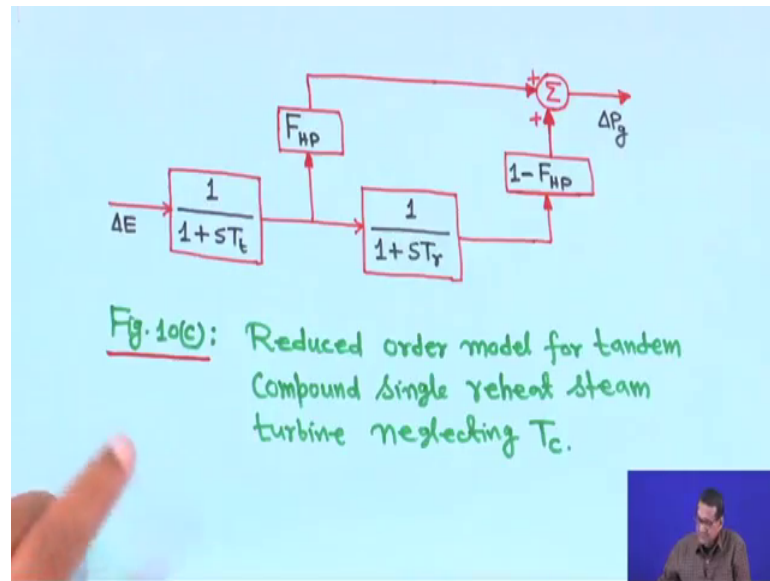 F_HP
Σ
+
+
ΔP_g
1-F_HP
ΔE
1
1+ST_t
1
1+ST_r
Fig. 10(c): Reduced order model for tandem
Compound single reheat steam
turbine neglecting T_c.